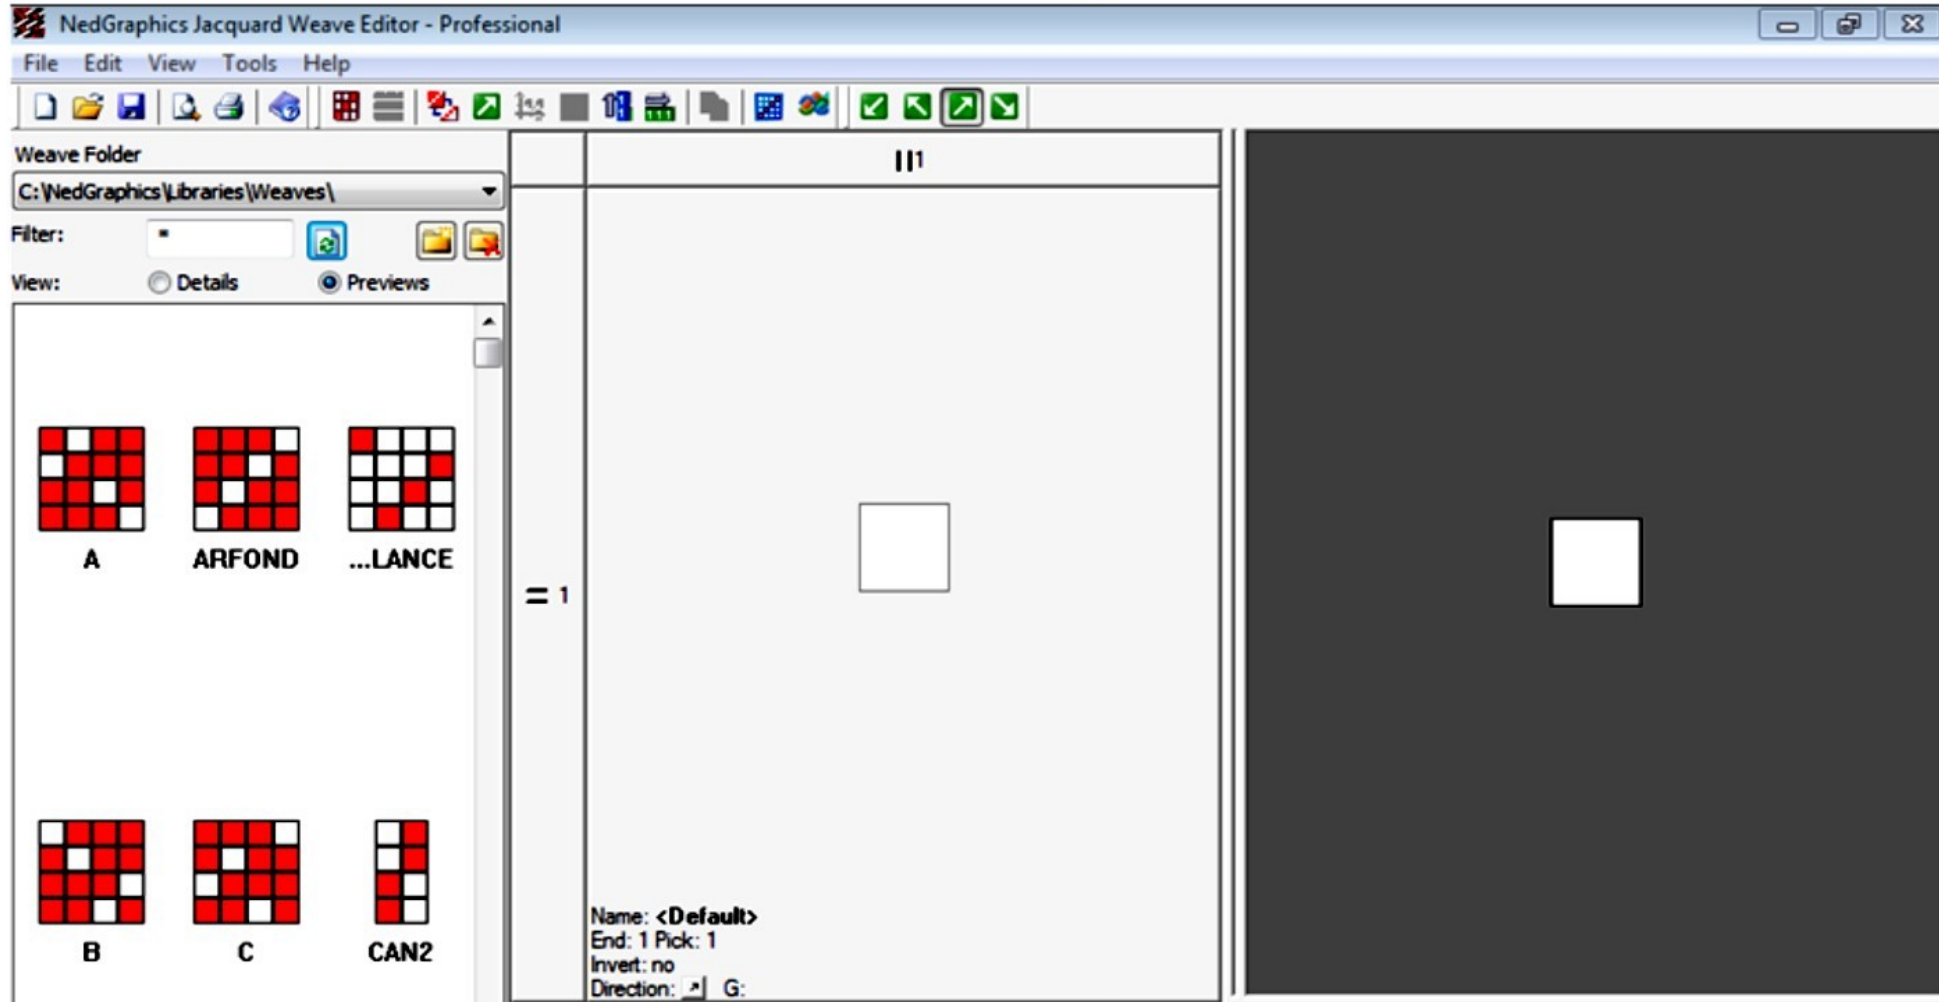 NedGraphics Jacquard Weave Editor - Professional
File Edit View Tools Help
Weave Folder
C:\NedGraphics\Libraries\Weaves\
Filter: *
View: Details Previews
A ARFOND ...LANCE
B C CAN2
1
1
Name: <Default>
End: 1 Pick: 1
Invert: no
Direction: G: